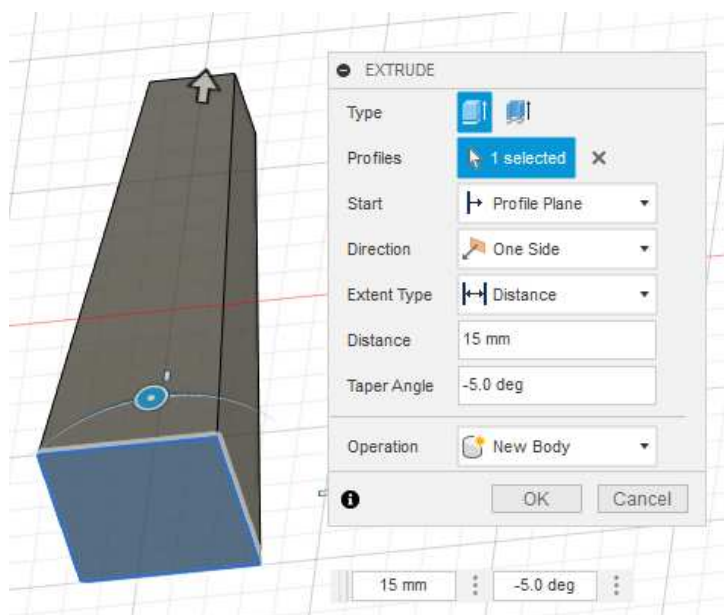 EXTRUDE
Type
Profiles 1 selected
Start Profile Plane
Direction One Side
Extent Type Distance
Distance 15 mm
Taper Angle -5.0 deg
Operation New Body
OK Cancel
15 mm -5.0 deg